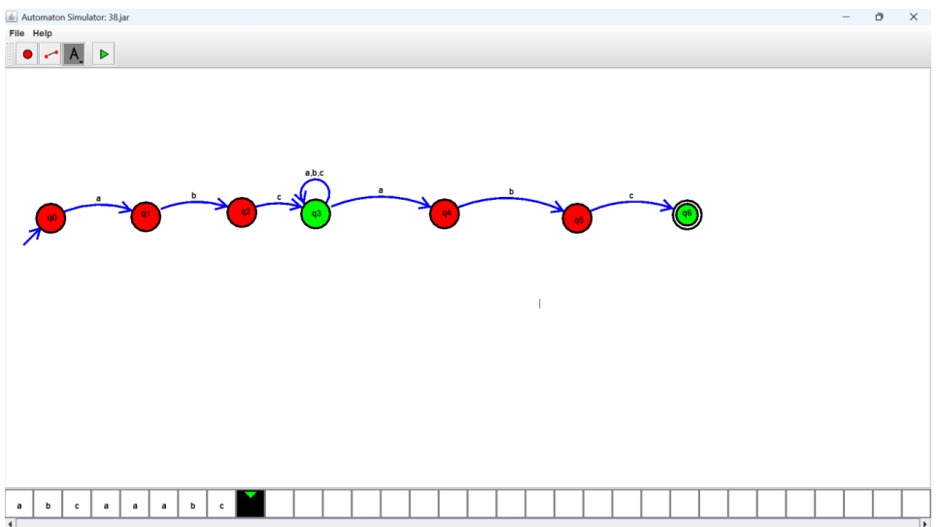 Automaton Simulator: 38.jar
File Help
A
a,b,c
a b c a b c
q0 q1 q2 q3 q4 q5 q6
a b c a a a b c